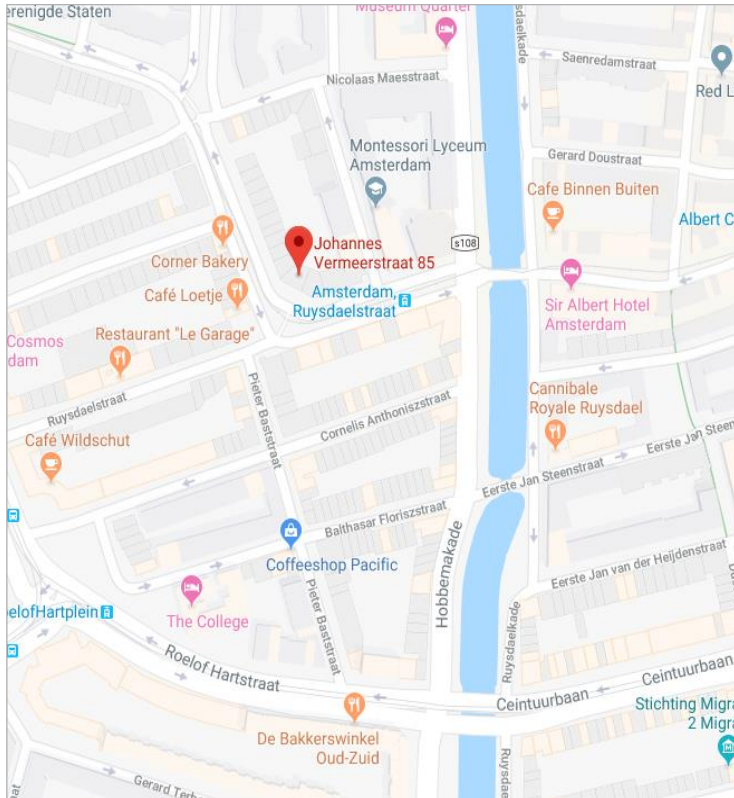 erenigde Staten
Museum Quarter
Ruysdaelkade
Saenredamstraat
Nicolaas Maesstraat
Red L
Montessori Lyceum
Amsterdam
Gerard Doustraat
Cafe Binnen Buiten
Albert C
s108
Corner Bakery
Johannes
Vermeerstraat 85
Café Loetje
Amsterdam,
Ruysdaelstraat
Sir Albert Hotel
Amsterdam
Cosmos
dam
Restaurant "Le Garage"
Pieter Baststraat
Cannibale
Royale Ruysdael
Ruysdaelstraat
Cornelis Anthoniszstraat
Café Wildschut
Eerste Jan Steen
Eerste Jan Steenstraat
Balthasar Floriszstraat
Coffeeshop Pacific
Hobbemakade
Eerste Jan van der Heijdenstraat
The College
oelofHartplein
Pieter Baststraat
Roelof Hartstraat
Ruysdaelkade
Ceintuurbaan
Ceintuurbaan
De Bakkerswinkel
Oud-Zuid
Stichting Migra
2 Migra
Ruysdae
Gerard Terb